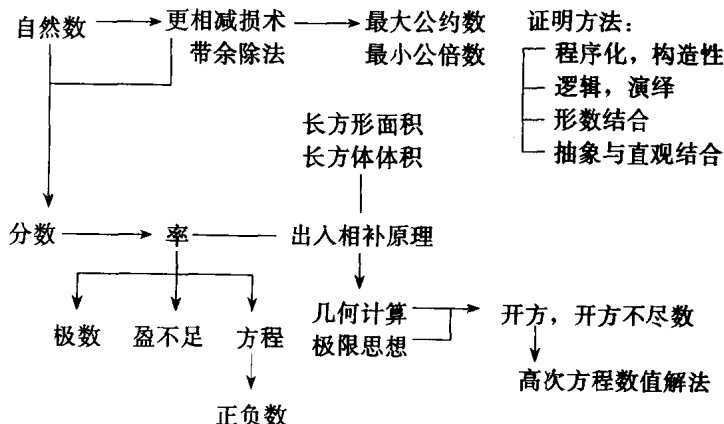 自然数
更相减损术
带余除法
最大公约数
最小公倍数
证明方法：
程序化，构造性
逻辑，演绎
形数结合
抽象与直观结合
长方形面积
长方体体积
分数
率
出入相补原理
极数
盈不足
方程
正负数
几何计算
极限思想
开方，开方不尽数
高次方程数值解法